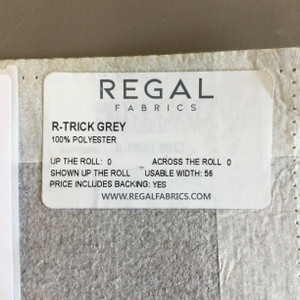 REGAL
FABRICS
R-TRICK GREY
100% POLYESTER
UP THE ROLL: 0 ACROSS THE ROLL 0
SHOWN UP THE ROLL USABLE WIDTH: 56
PRICE INCLUDES BACKING: YES
WWW.REGALFABRICS.COM